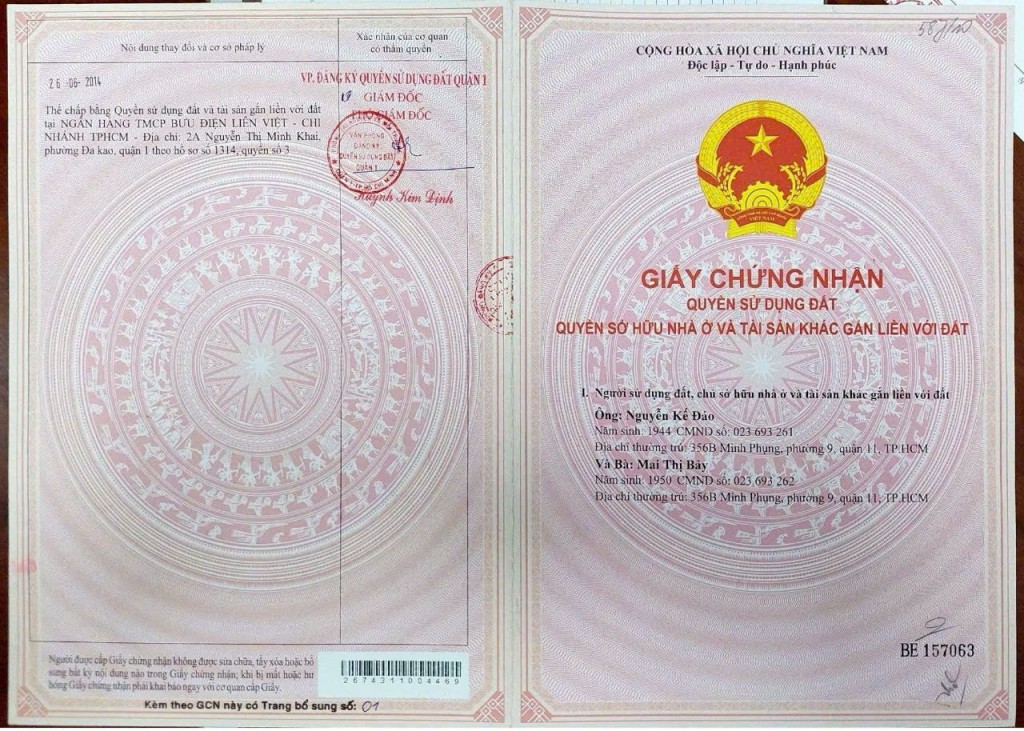 Nội dung thay đổi và cơ sở pháp lý
Xác nhận của cơ quan
có thẩm quyền
26 -06- 2014
Thế chấp bằng Quyền sử dụng đất và tài sản gắn liền với đất
tại NGÂN HÀNG TMCP BƯU ĐIỆN LIÊN VIỆT - CHI
NHÁNH TPHCM - Địa chỉ: 2A Nguyễn Thị Minh Khai,
phường Đa kao, quận 1 theo hồ sơ số 1314, quyển số 3
VP. ĐĂNG KÝ QUYỀN SỬ DỤNG ĐẤT QUẬN 1
GIÁM ĐỐC
PHÓ GIÁM ĐỐC
VĂN PHÒNG
ĐĂNG KÝ
QUYỀN SỬ DỤNG ĐẤT
QUẬN 1
Huỳnh Kim Định
Người được cấp Giấy chứng nhận không được sửa chữa, tẩy xóa hoặc bổ
sung bất kỳ nội dung nào trong Giấy chứng nhận; khi bị mất hoặc hư
hỏng Giấy chứng nhận phải khai báo ngay với cơ quan cấp Giấy.
2674311004469
Kèm theo GCN này có Trang bổ sung số: 01
CỘNG HÒA XÃ HỘI CHỦ NGHĨA VIỆT NAM
Độc lập - Tự do - Hạnh phúc
VIỆT NAM
GIẤY CHỨNG NHẬN
QUYỀN SỬ DỤNG ĐẤT
QUYỀN SỞ HỮU NHÀ Ở VÀ TÀI SẢN KHÁC GẮN LIỀN VỚI ĐẤT
I. Người sử dụng đất, chủ sở hữu nhà ở và tài sản khác gắn liền với đất
Ông: Nguyễn Kế Đảo
Năm sinh: 1944 CMND số: 023 693 261
Địa chỉ thường trú: 356B Minh Phụng, phường 9, quận 11, TP.HCM
Và Bà: Mai Thị Bảy
Năm sinh: 1950 CMND số: 023 693 262
Địa chỉ thường trú: 356B Minh Phụng, phường 9, quận 11, TP.HCM
BE 157063